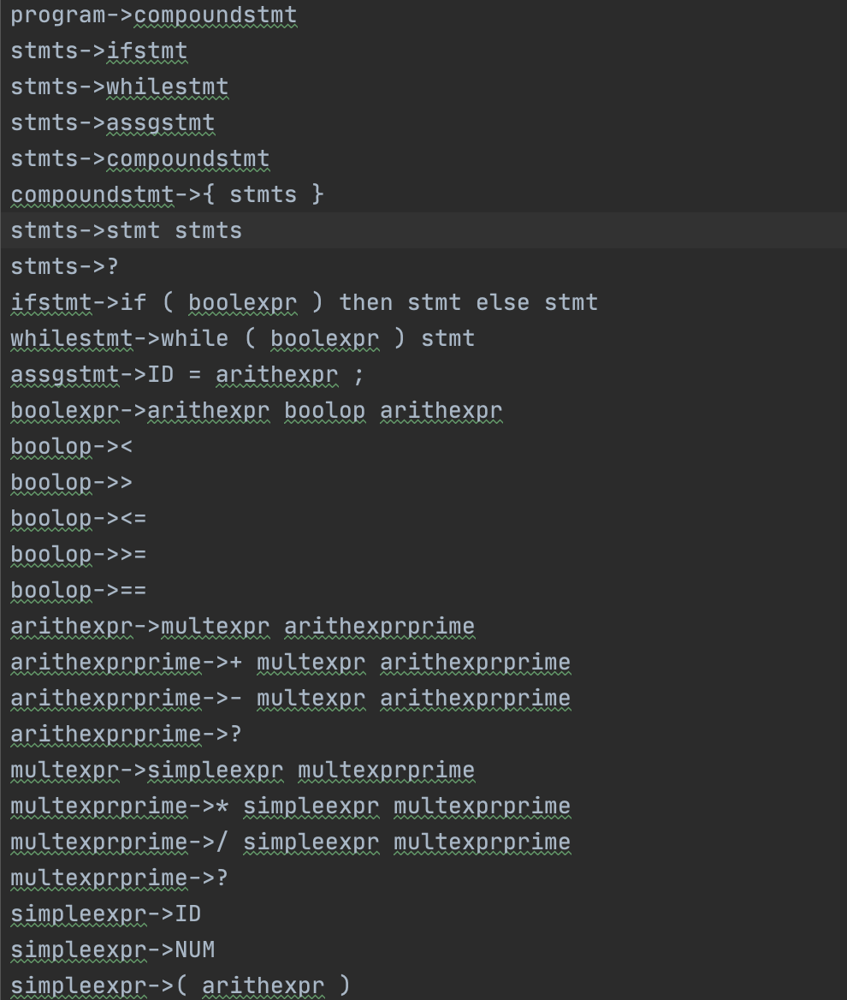 program->compoundstmt
stmts->ifstmt
stmts->whilestmt
stmts->assgstmt
stmts->compoundstmt
compoundstmt->{ stmts }
stmts->stmt stmts
stmts->?
ifstmt->if ( boolexpr ) then stmt else stmt
whilestmt->while ( boolexpr ) stmt
assgstmt->ID = arithexpr ;
boolexpr->arithexpr boolop arithexpr
boolop-><
boolop->>
boolop-><=
boolop->>=
boolop->==
arithexpr->multexpr arithexprprime
arithexprprime->+ multexpr arithexprprime
arithexprprime->- multexpr arithexprprime
arithexprprime->?
multexpr->simpleexpr multexprprime
multexprprime->* simpleexpr multexprprime
multexprprime->/ simpleexpr multexprprime
multexprprime->?
simpleexpr->ID
simpleexpr->NUM
simpleexpr->( arithexpr )